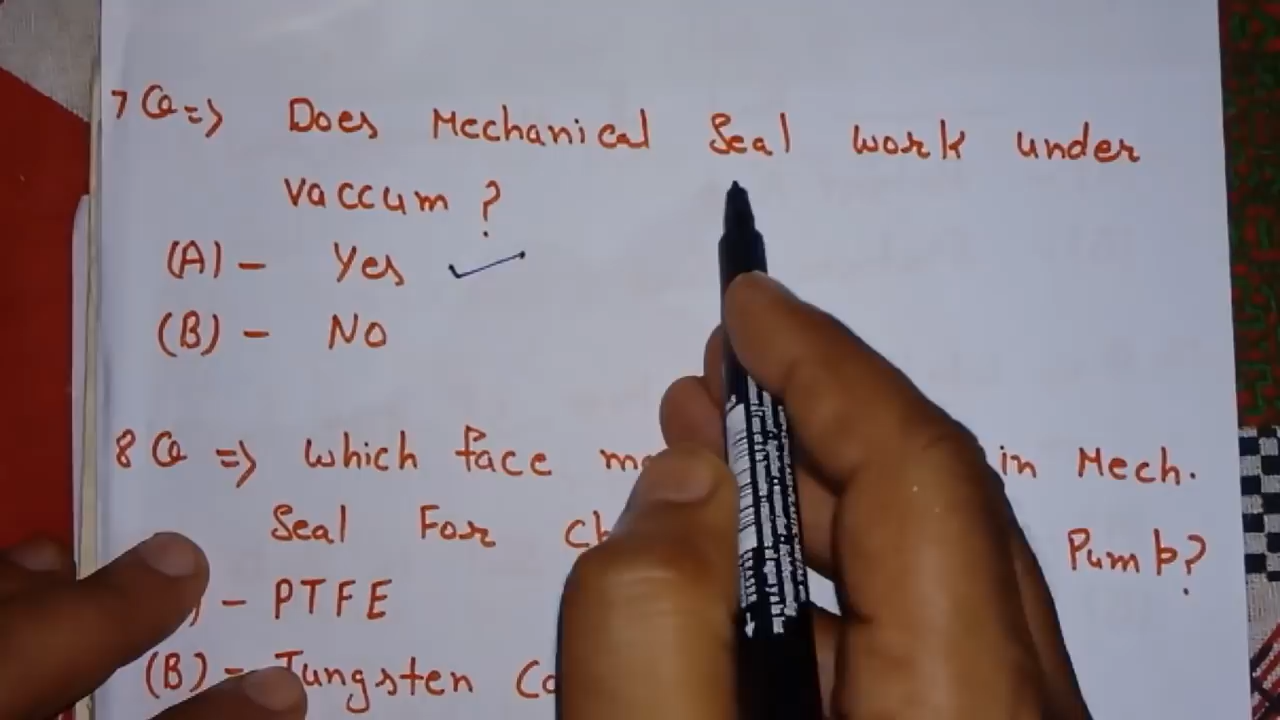 7 Q=> Does Mechanical Seal work under
vaccum ?
(A) - Yes ✓
(B) - No
8 Q => which face in Mech.
Seal For Pump?
- PTFE
(B) - Tungsten